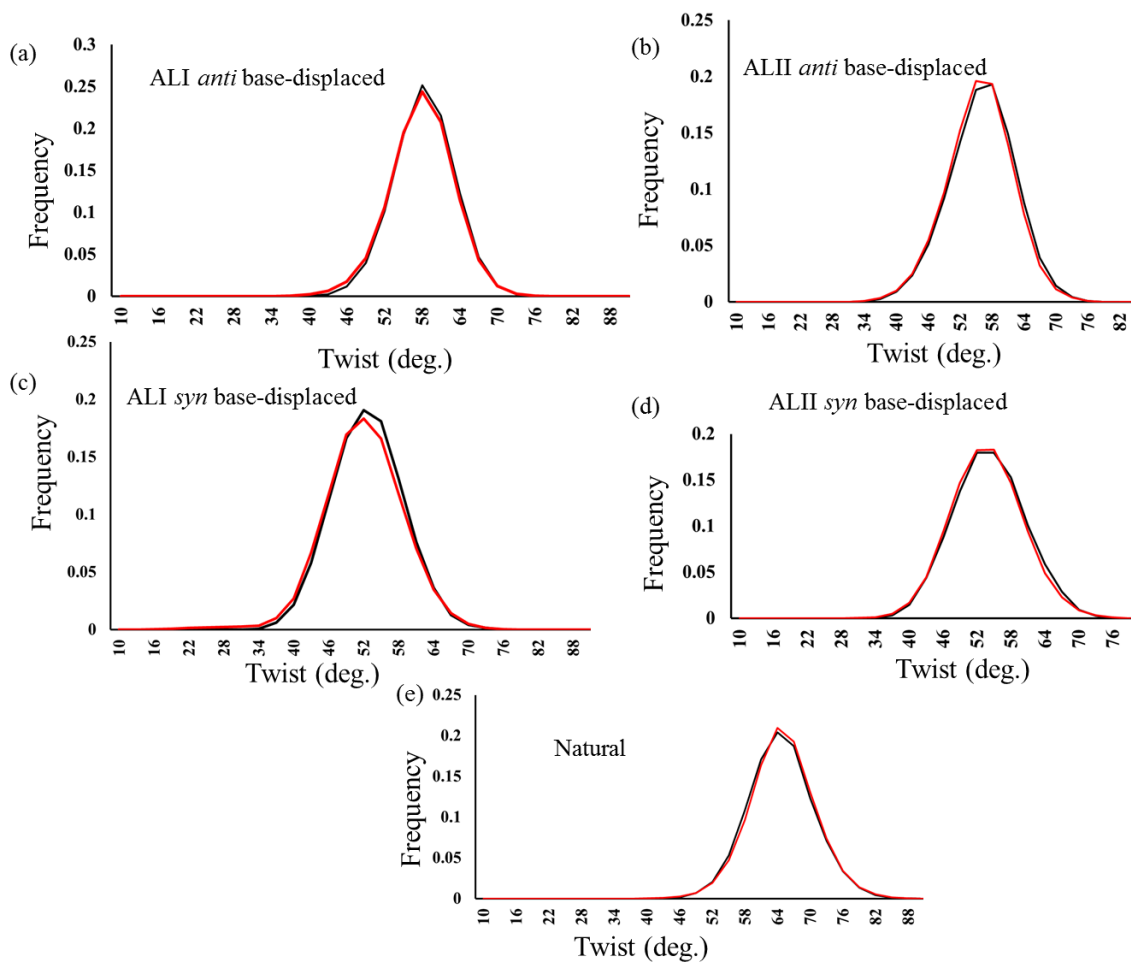 (a)
ALI anti base-displaced
Frequency
0.3
0.25
0.2
0.15
0.1
0.05
0
10 22 28 34 40 46 52 58 64 70 76 82 88
Twist (deg.)
(b)
ALII anti base-displaced
Frequency
0.2
0.15
0.1
0.05
0
10 16 22 28 34 40 46 52 58 64 70 76 82
Twist (deg.)
(c)
ALI syn base-displaced
Frequency
0.25
0.2
0.15
0.1
0.05
0
10 16 22 28 34 40 46 52 58 64 70 76 82 88
Twist (deg.)
(d)
ALII syn base-displaced
Frequency
0.2
0.15
0.1
0.05
0
10 16 22 28 34 40 46 52 58 64 70 76
Twist (deg.)
(e)
Natural
Frequency
0.25
0.2
0.15
0.1
0.05
0
10 16 22 28 34 40 46 52 58 64 70 76 82 88
Twist (deg.)